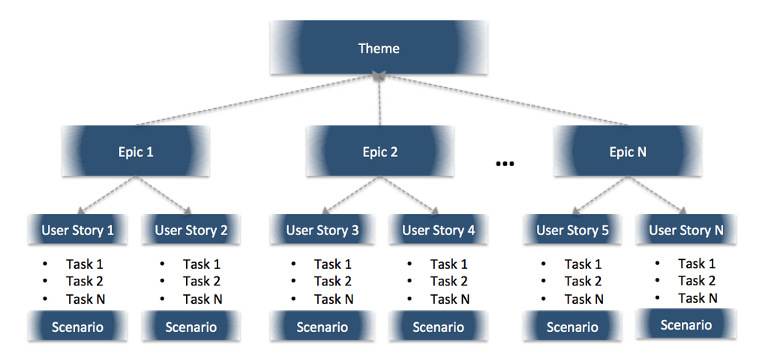 Theme
Epic 1
Epic 2
...
Epic N
User Story 1
User Story 2
User Story 3
User Story 4
User Story 5
User Story N
• Task 1
• Task 2
• Task N
• Task 1
• Task 2
• Task N
• Task 1
• Task 2
• Task N
• Task 1
• Task 2
• Task N
• Task 1
• Task 2
• Task N
• Task 1
• Task 2
• Task N
Scenario
Scenario
Scenario
Scenario
Scenario
Scenario